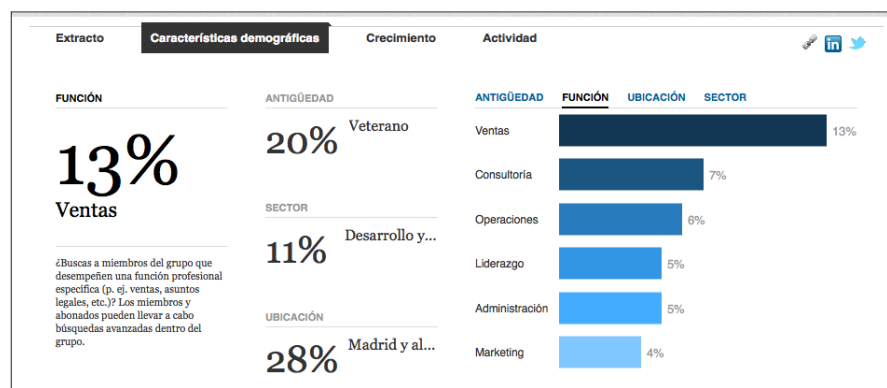 Extracto Características demográficas Crecimiento Actividad
in
FUNCIÓN
13%
Ventas
¿Buscas a miembros del grupo que
desempeñen una función profesional
específica (p. ej. ventas, asuntos
legales, etc.)? Los miembros y
abonados pueden llevar a cabo
búsquedas avanzadas dentro del
grupo.
ANTIGÜEDAD
20% Veterano
SECTOR
11% Desarrollo y...
UBICACIÓN
28% Madrid y al...
ANTIGÜEDAD FUNCIÓN UBICACIÓN SECTOR
Ventas 13%
Consultoría 7%
Operaciones 6%
Liderazgo 5%
Administración 5%
Marketing 4%